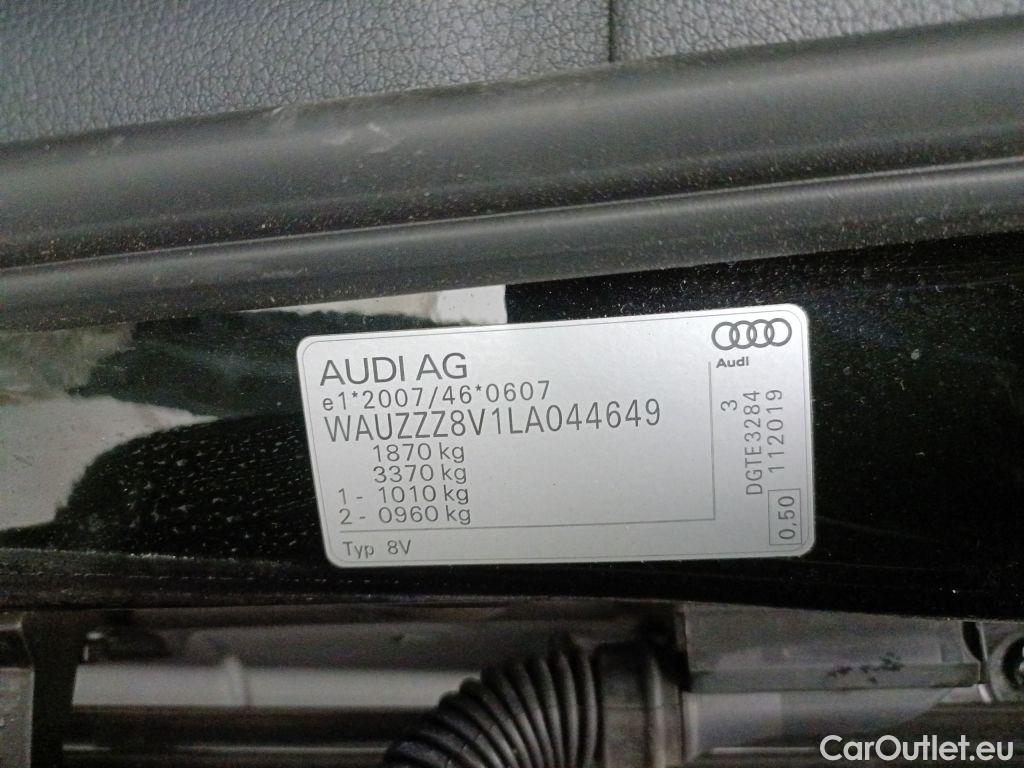 AUDI AG
e1*2007/46*0607
WAUZZZ8V1LA044649
1870 kg
3370 kg
1 - 1010 kg
2 - 0960 kg
Typ 8V
Audi
3
DGTE3284
112019
0,50
CarOutlet.eu